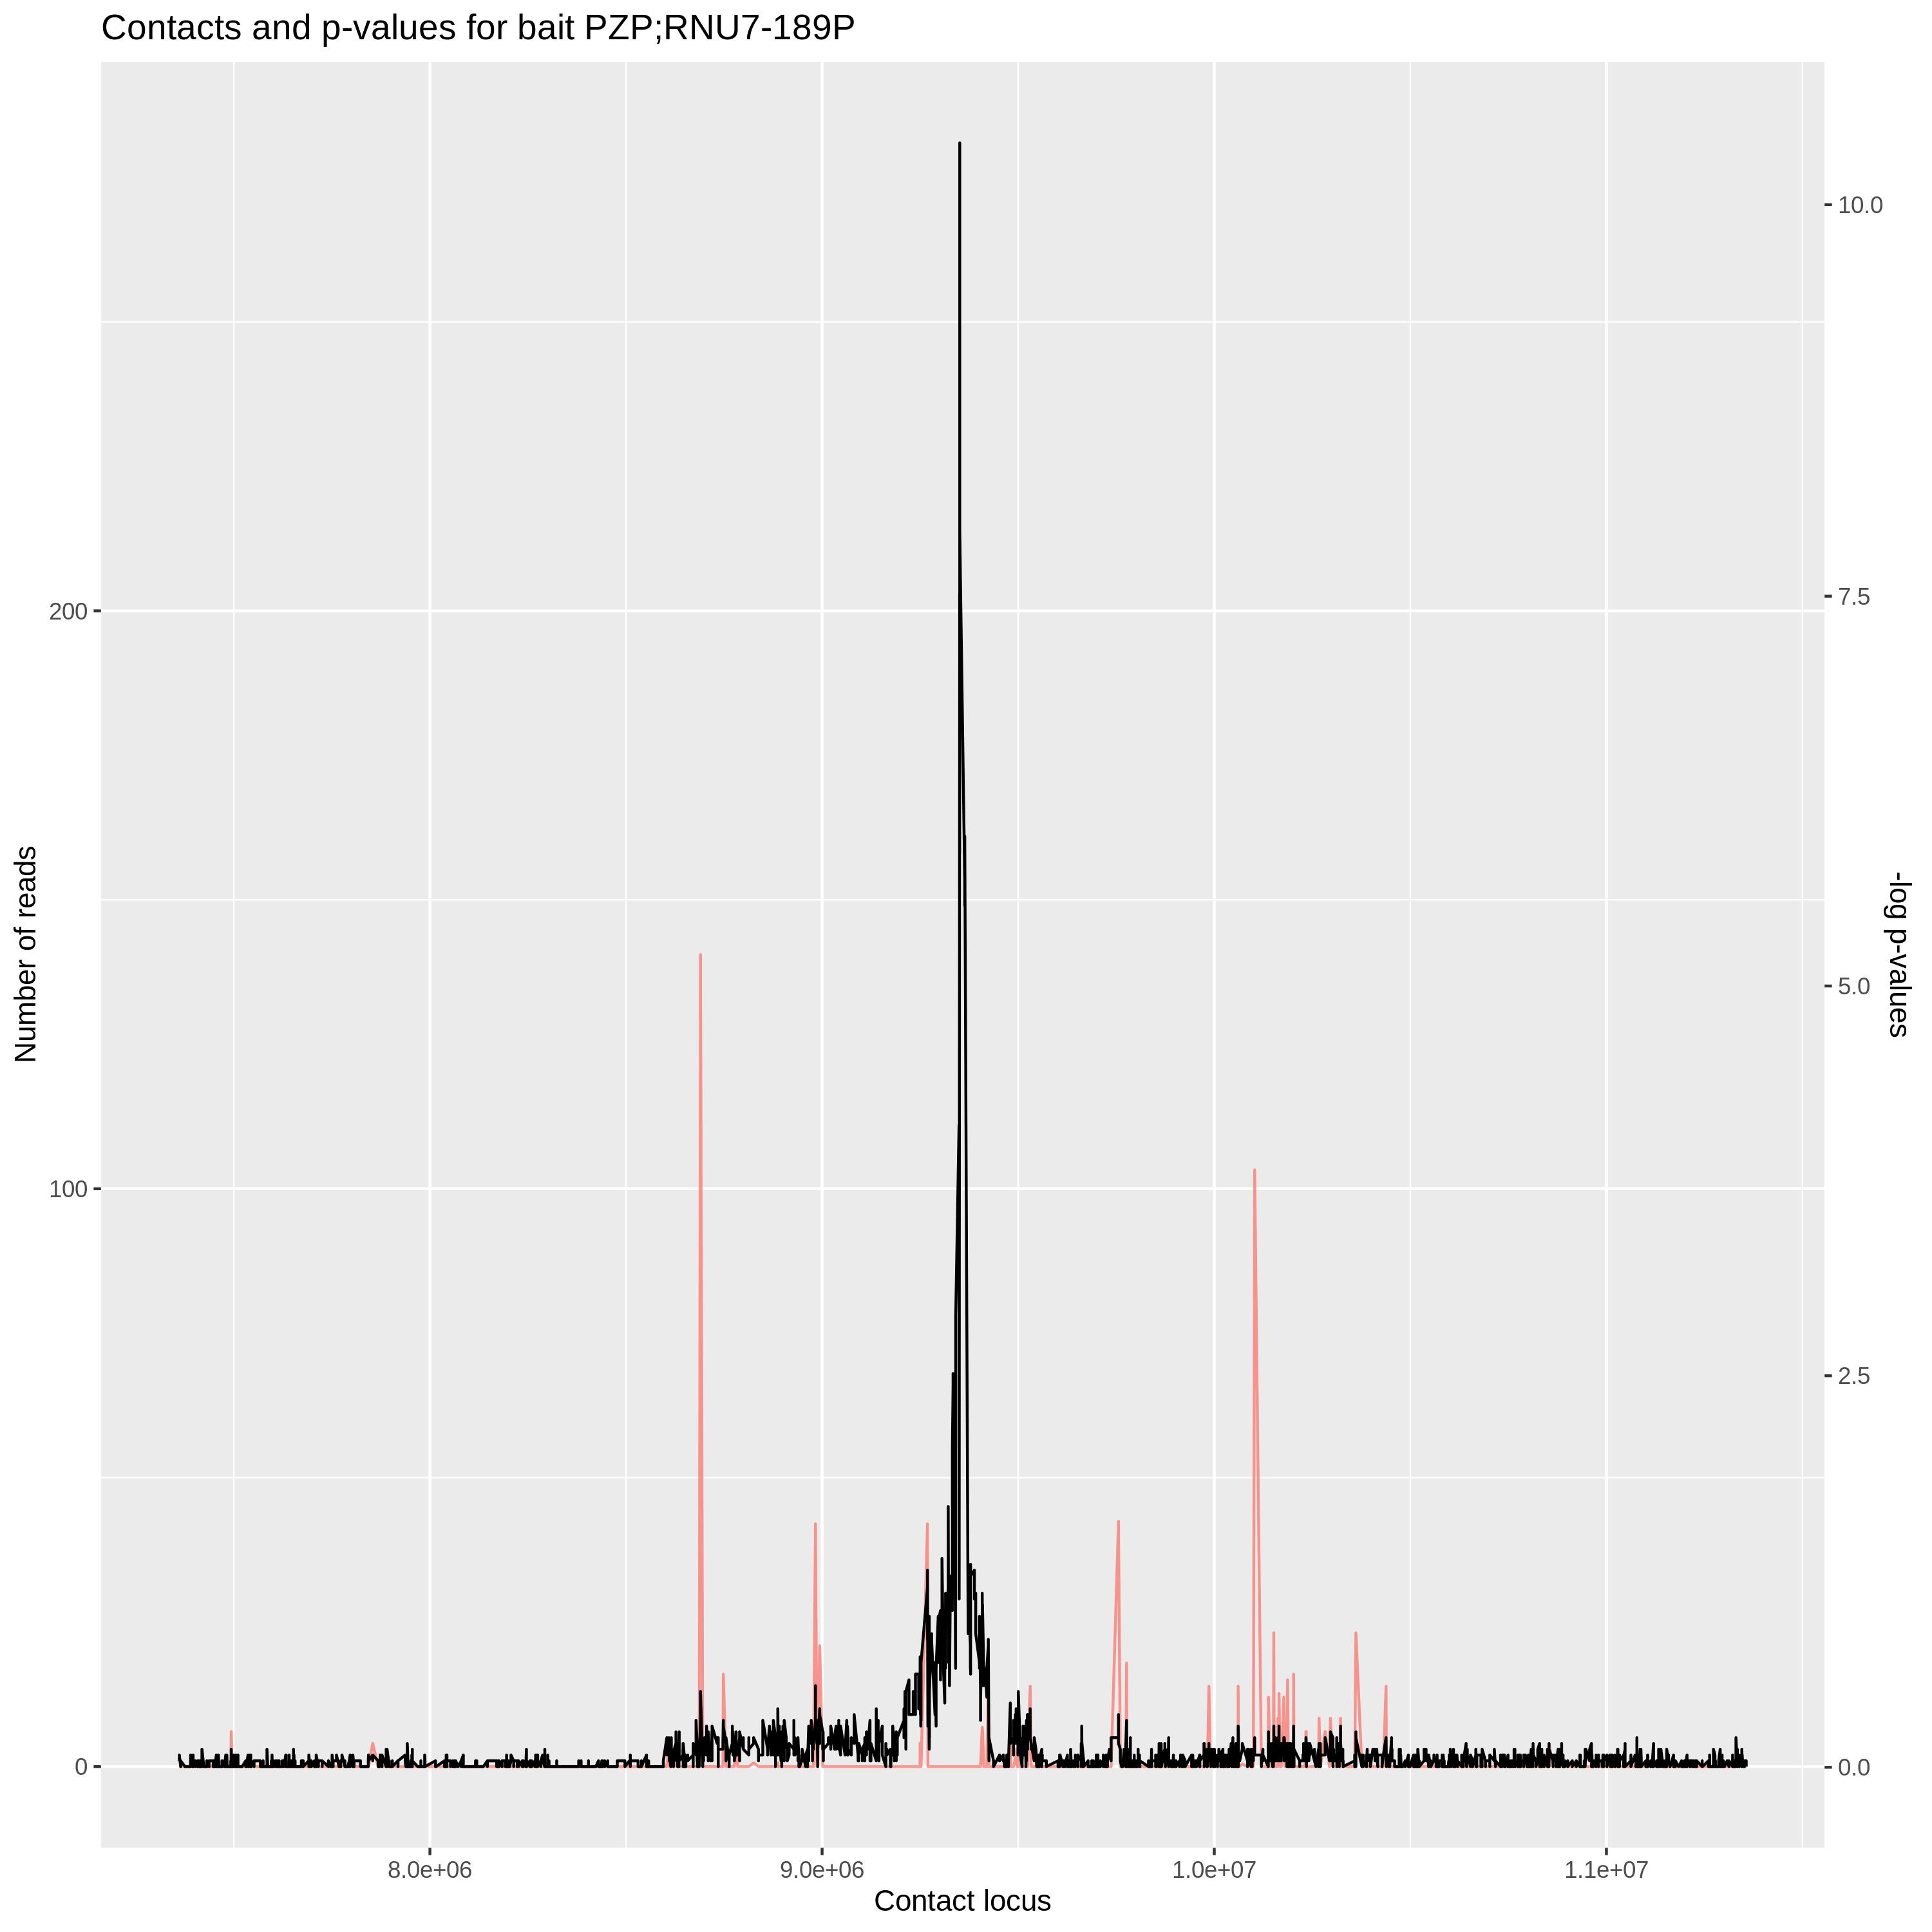 Contacts and p-values for bait PZP;RNU7-189P
Number of reads
200
100
0
10.0
7.5
5.0
2.5
0.0
-log p-values
8.0e+06 9.0e+06 1.0e+07 1.1e+07
Contact locus